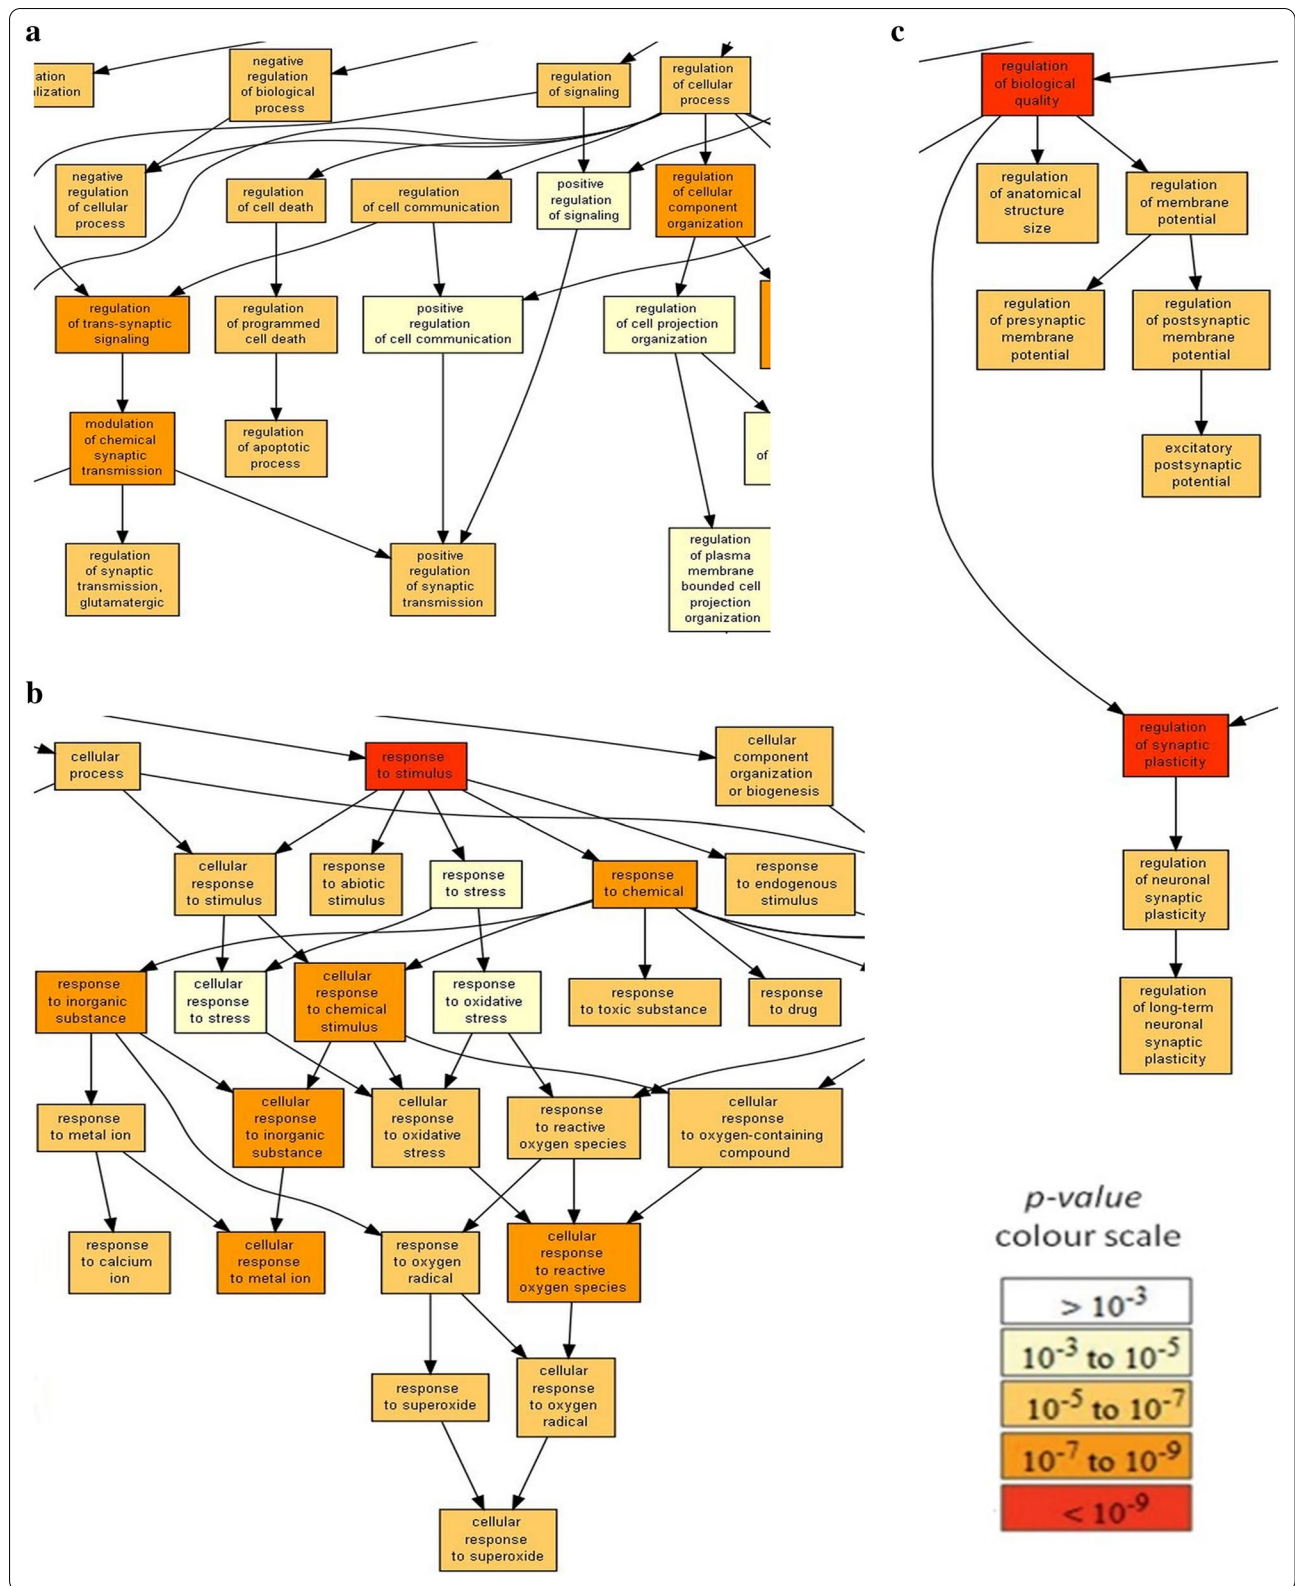 a
ation
lization
negative
regulation
of biological
process
regulation
of signaling
regulation
of cellular
process
negative
regulation
of cellular
process
regulation
of cell death
regulation
of cell communication
positive
regulation
of signaling
regulation
of cellular
component
organization
regulation
of trans-synaptic
signaling
regulation
of programmed
cell death
positive
regulation
of cell communication
regulation
of cell projection
organization
modulation
of chemical
synaptic
transmission
regulation
of apoptotic
process
of
regulation
of synaptic
transmission,
glutamatergic
positive
regulation
of synaptic
transmission
regulation
of plasma
membrane
bounded cell
projection
organization
b
cellular
process
response
to stimulus
cellular
component
organization
or biogenesis
cellular
response
to stimulus
response
to abiotic
stimulus
response
to stress
response
to chemical
response
to endogenous
stimulus
response
to inorganic
substance
cellular
response
to stress
cellular
response
to chemical
stimulus
response
to oxidative
stress
response
to toxic substance
response
to drug
response
to metal ion
cellular
response
to inorganic
substance
cellular
response
to oxidative
stress
response
to reactive
oxygen species
cellular
response
to oxygen-containing
compound
response
to calcium
ion
cellular
response
to metal ion
response
to oxygen
radical
cellular
response
to reactive
oxygen species
response
to superoxide
cellular
response
to oxygen
radical
cellular
response
to superoxide
c
regulation
of biological
quality
regulation
of anatomical
structure
size
regulation
of membrane
potential
regulation
of presynaptic
membrane
potential
regulation
of postsynaptic
membrane
potential
excitatory
postsynaptic
potential
regulation
of synaptic
plasticity
regulation
of neuronal
synaptic
plasticity
regulation
of long-term
neuronal
synaptic
plasticity
p-value
colour scale
> 10⁻³
10⁻³ to 10⁻⁵
10⁻⁵ to 10⁻⁷
10⁻⁷ to 10⁻⁹
< 10⁻⁹